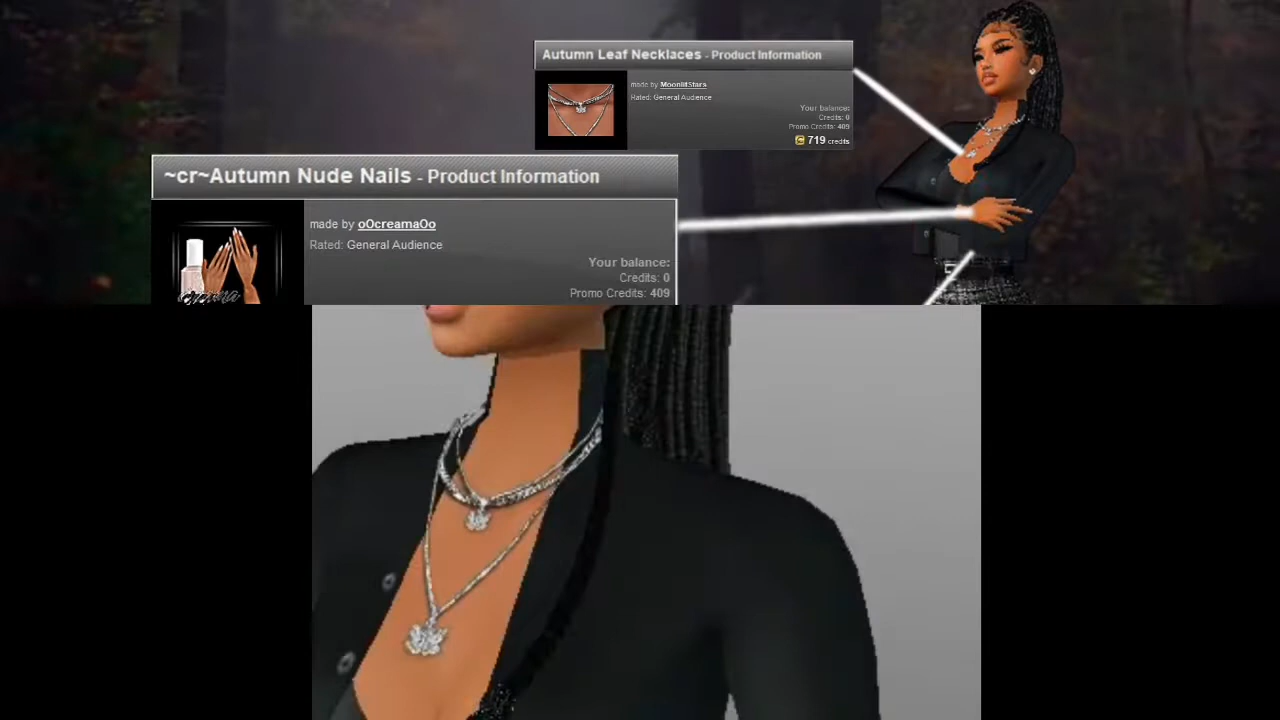 Autumn Leaf Necklaces - Product Information
made by MoonlitStars
Rated: General Audience
Your balance:
Credits: 0
Promo Credits: 409
719 credits
~cr~Autumn Nude Nails - Product Information
made by oOcreamaOo
Rated: General Audience
Your balance:
Credits: 0
Promo Credits: 409